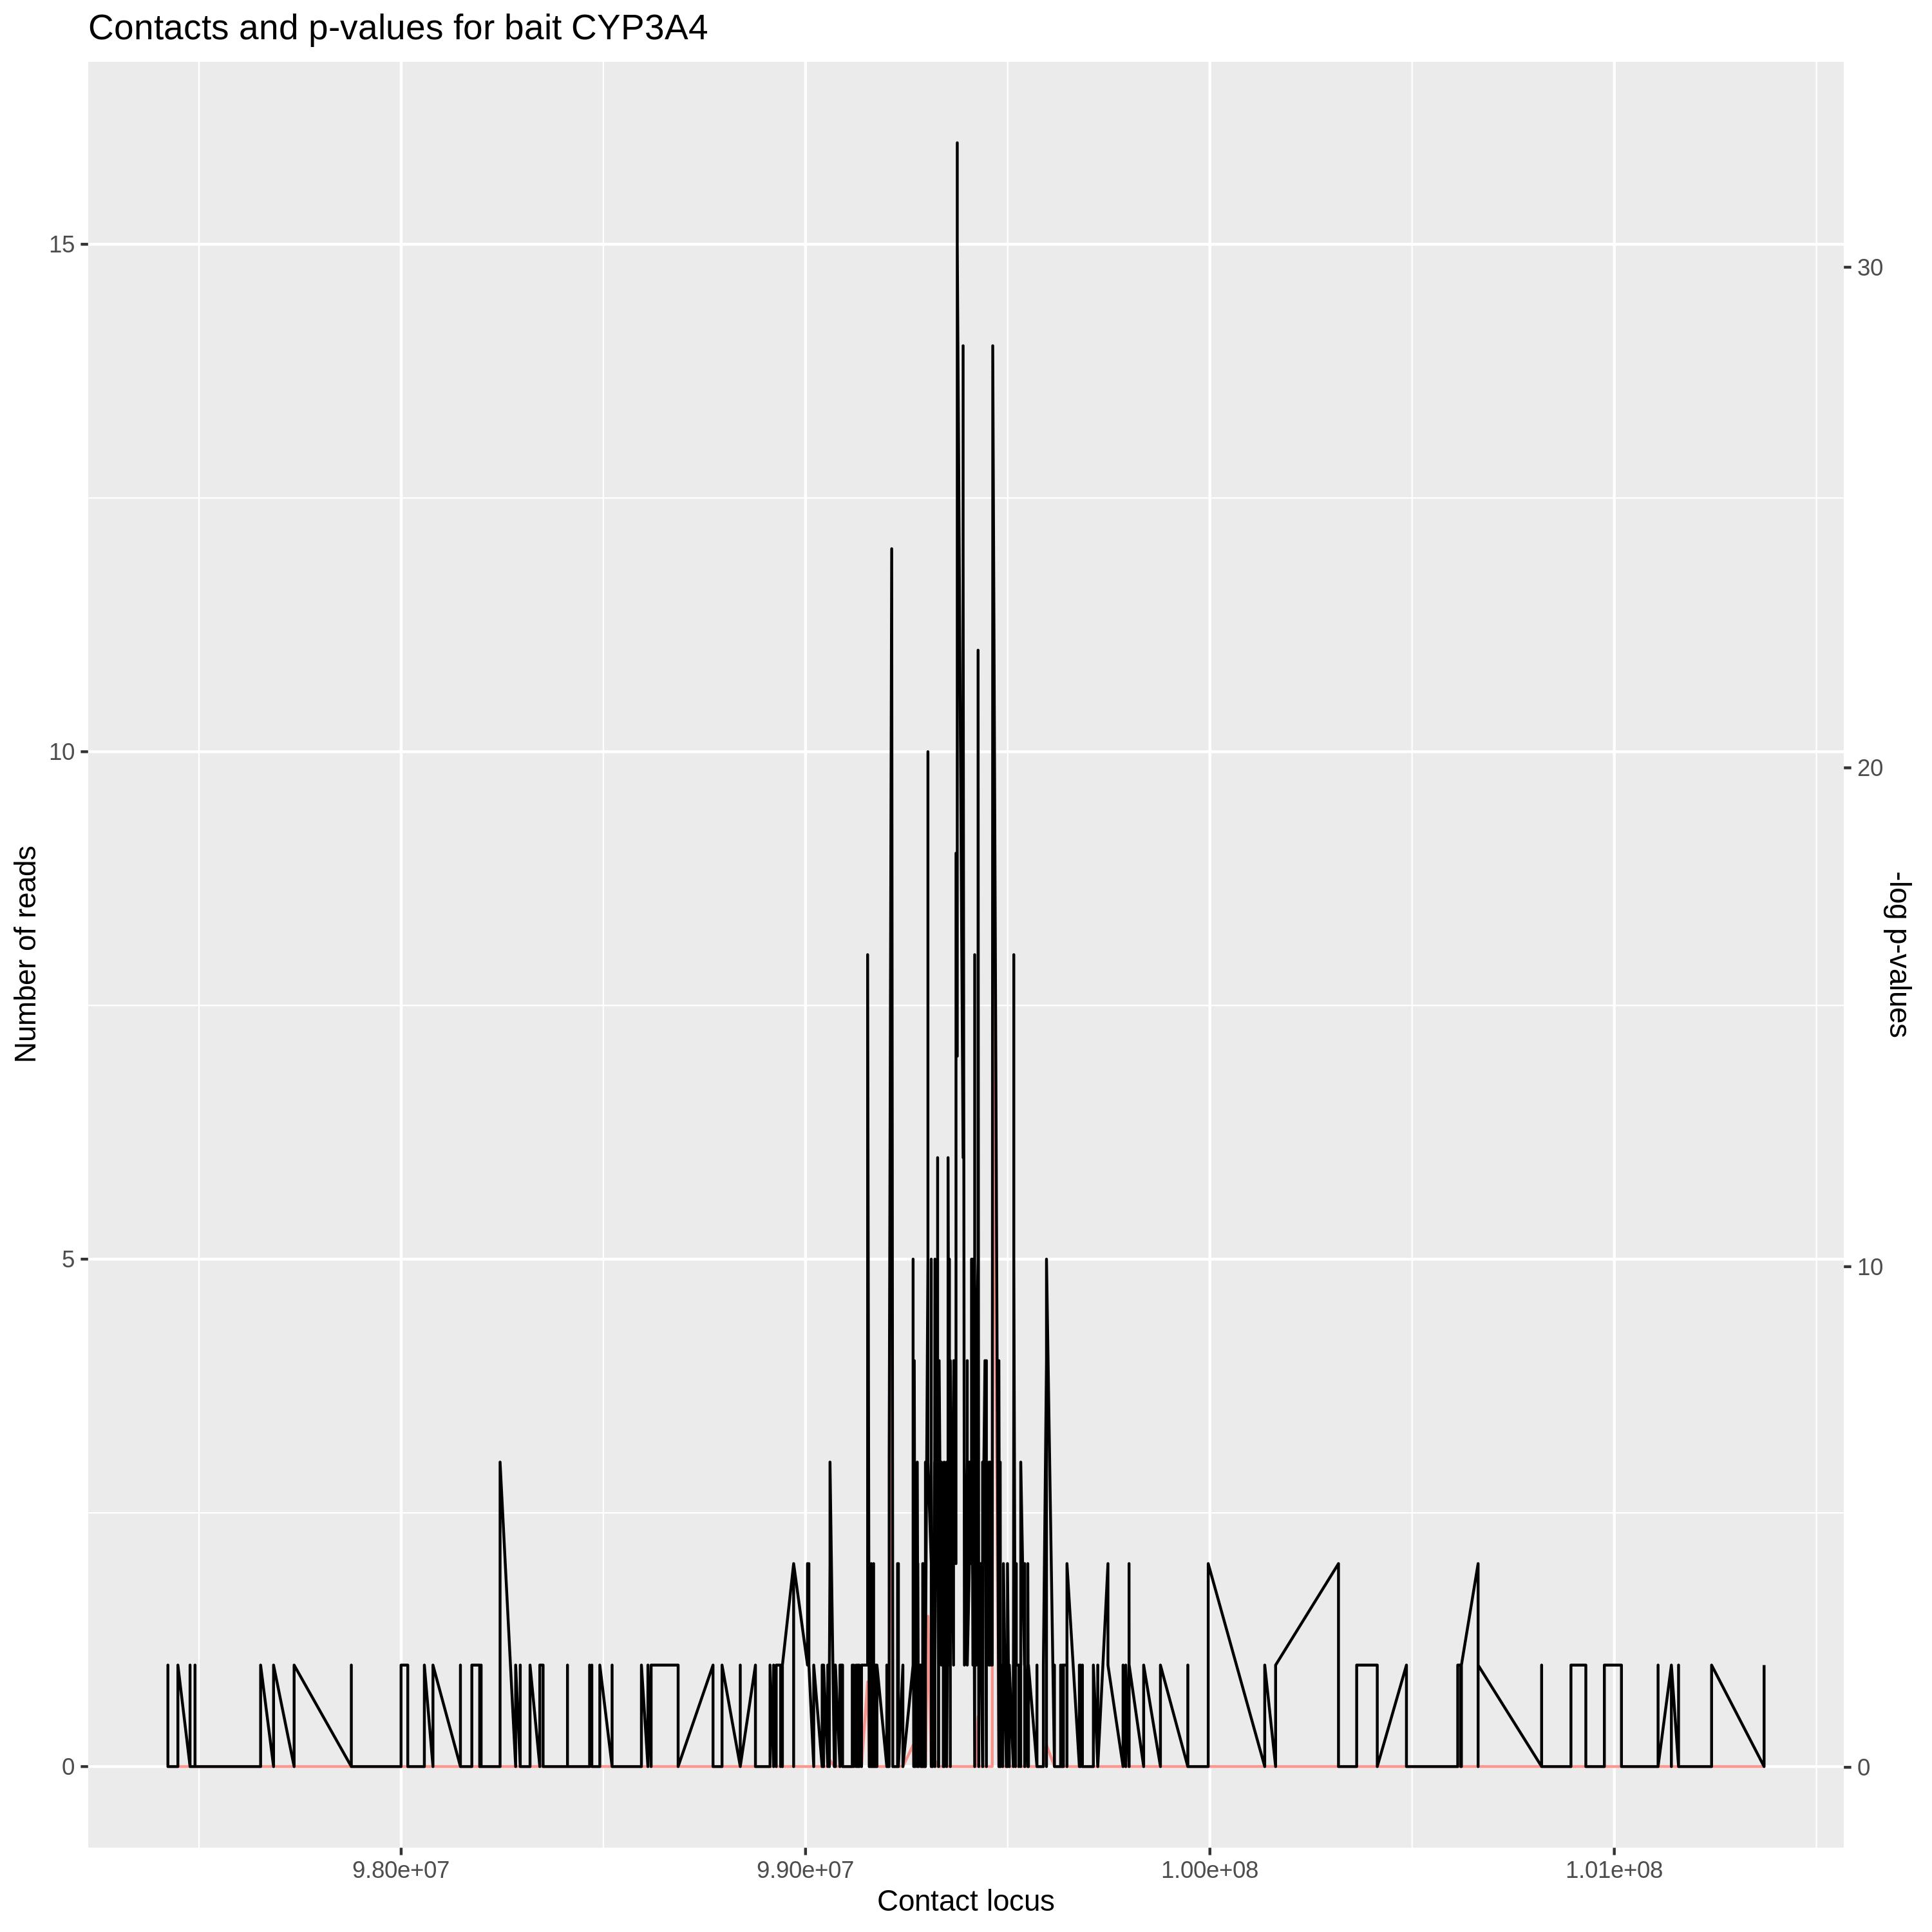 Contacts and p-values for bait CYP3A4
15
10
5
0
Number of reads
30
20
10
0
-log p-values
9.80e+07
9.90e+07
1.00e+08
1.01e+08
Contact locus